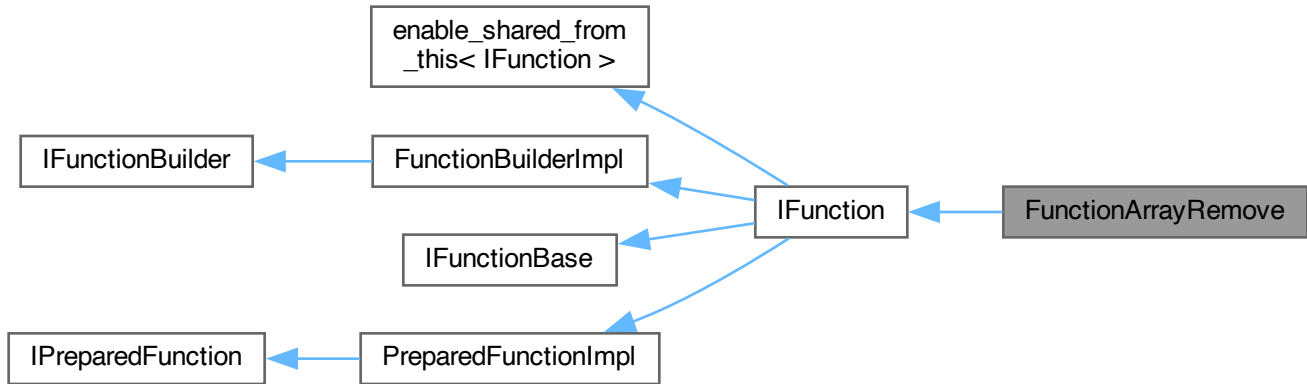 enable_shared_from
_this< IFunction >
IFunctionBuilder
FunctionBuilderImpl
IFunction
FunctionArrayRemove
IFunctionBase
IPreparedFunction
PreparedFunctionImpl